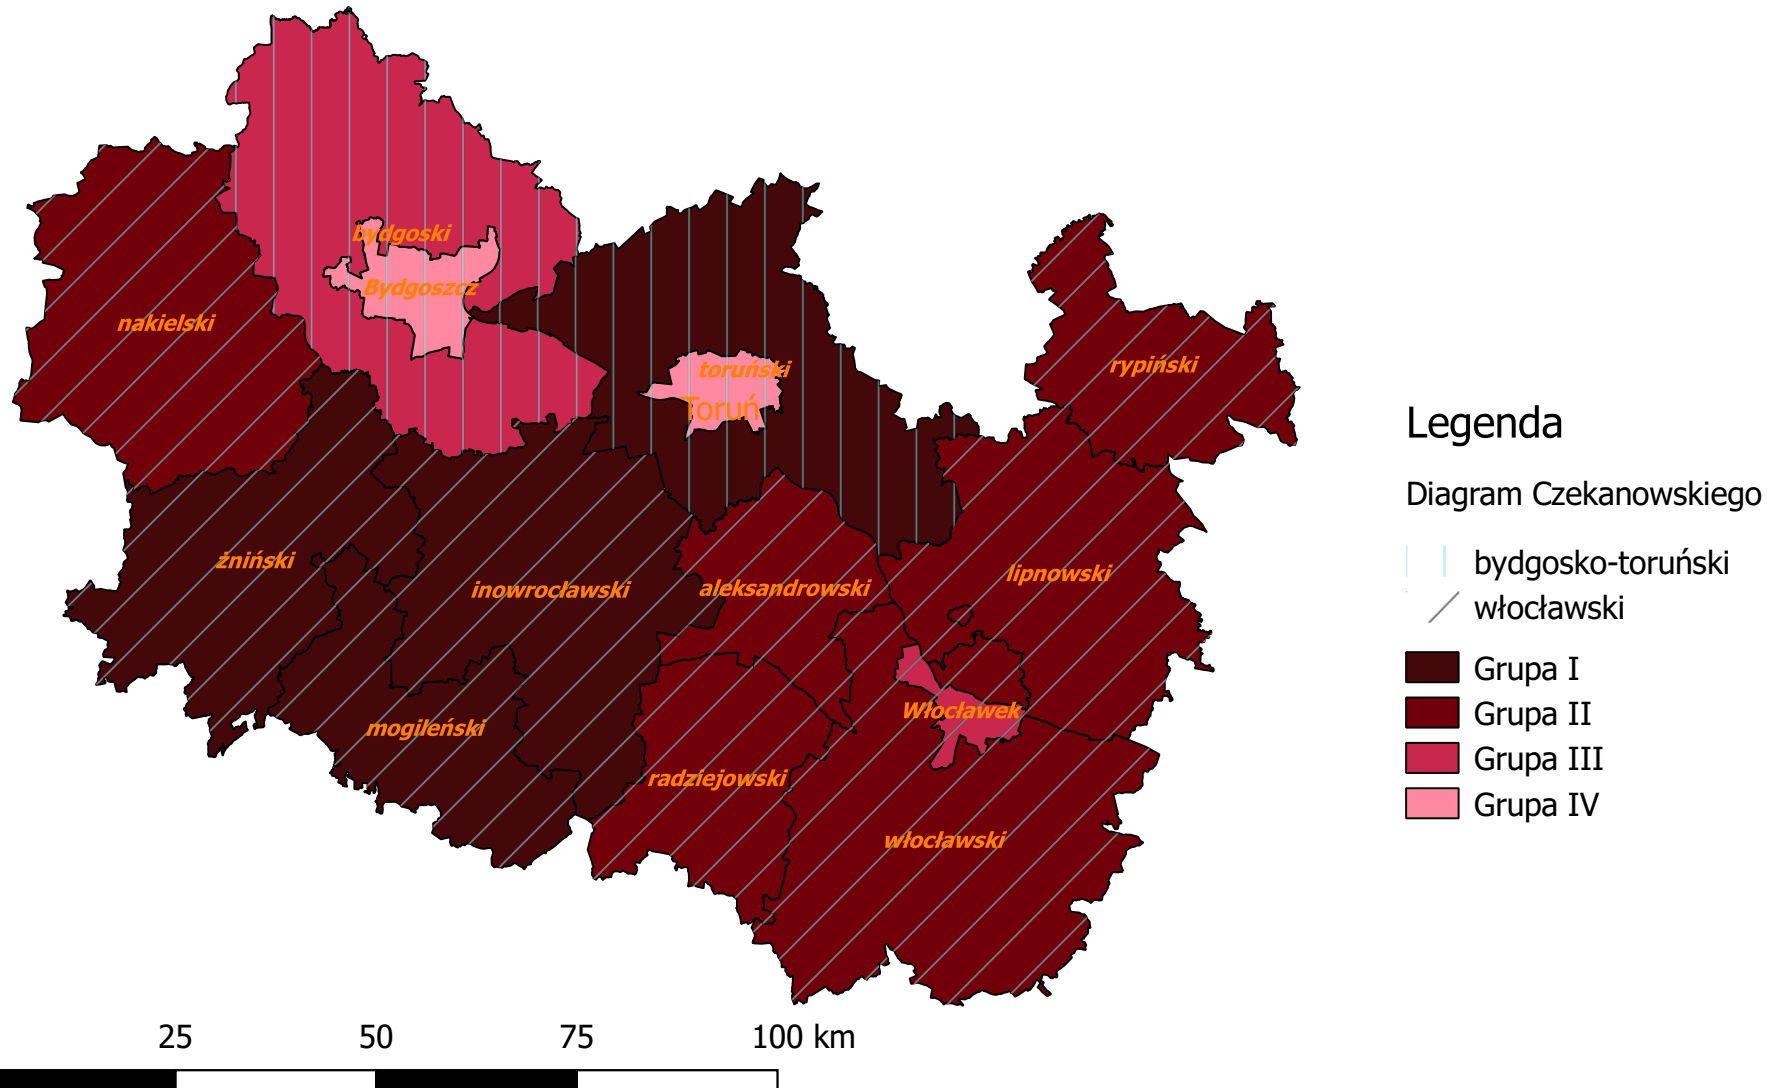 bydgoski
Bydgoszcz
nakielski
toruński
Toruń
rypiński
żniński
inowrocławski
aleksandrowski
lipnowski
mogileński
Włocławek
radziejowski
włocławski
Legenda
Diagram Czekanowskiego
bydgosko-toruński
włocławski
Grupa I
Grupa II
Grupa III
Grupa IV
25 50 75 100 km